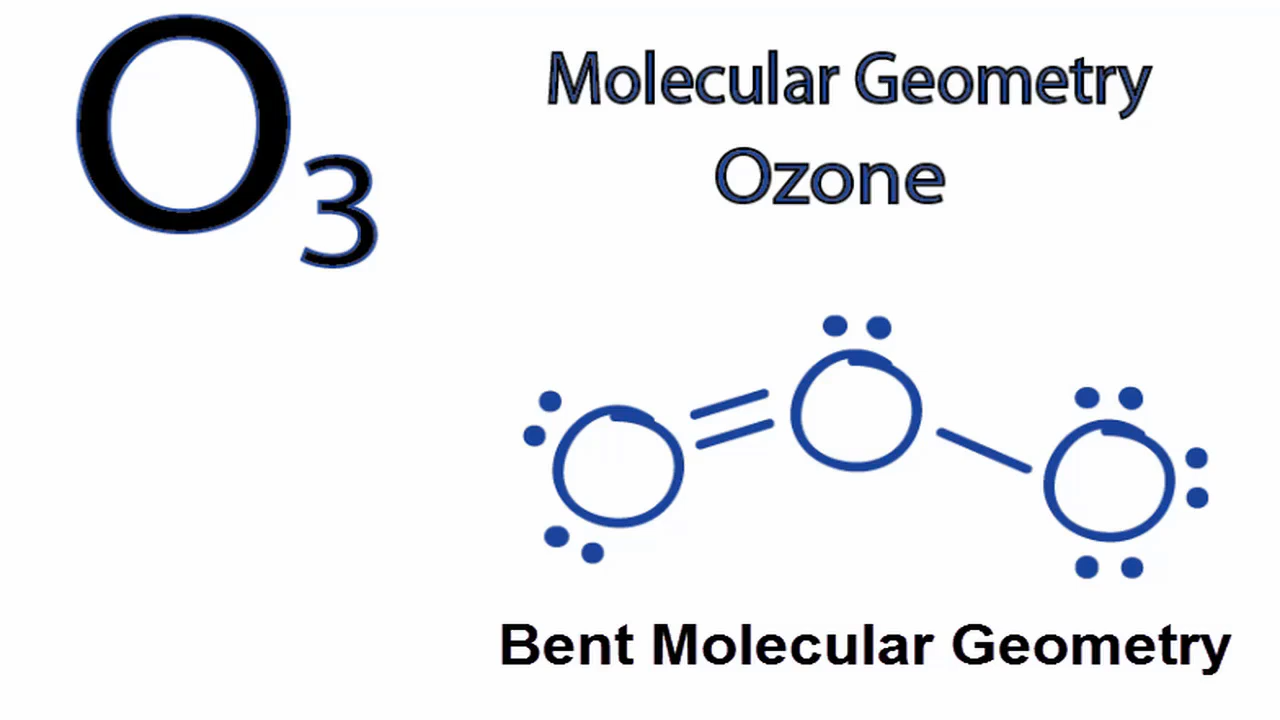 O3
Molecular Geometry
Ozone
O O O
Bent Molecular Geometry